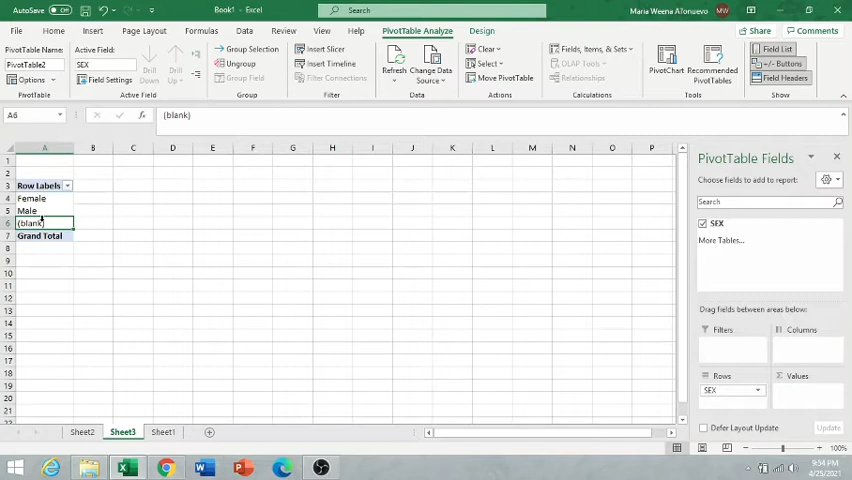 AutoSave Off
Book1 - Excel
Search
Maria Weena
MW
File Home Insert Page Layout Formulas Data Review View Help PivotTable Analyze Design
Share Comments
PivotTable Name:
PivotTable2
Options
PivotTable
Active Field:
SEX
Field Settings
Drill Down
Drill Up
Active Field
Group Selection
Ungroup
Group Field
Group
Insert Slicer
Insert Timeline
Filter Connections
Filter
Refresh
Change Data Source
Data
Clear
Select
Move PivotTable
Actions
Fields, Items, & Sets
OLAP Tools
Relationships
Calculations
PivotChart
Recommended PivotTables
Tools
Field List
+/- Buttons
Field Headers
Show
A6
fx
(blank)
A B C D E F G H I J K L M N O P
1
2
3 Row Labels
4 Female
5 Male
6 (blank)
7 Grand Total
8
9
10
11
12
13
14
15
16
17
18
19
20
21
22
PivotTable Fields
Choose fields to add to report:
Search
SEX
More Tables...
Drag fields between areas below:
Filters
Columns
Rows
Values
SEX
Defer Layout Update
Update
Sheet2 Sheet3 Sheet1
100%
9:54 PM
4/25/2021